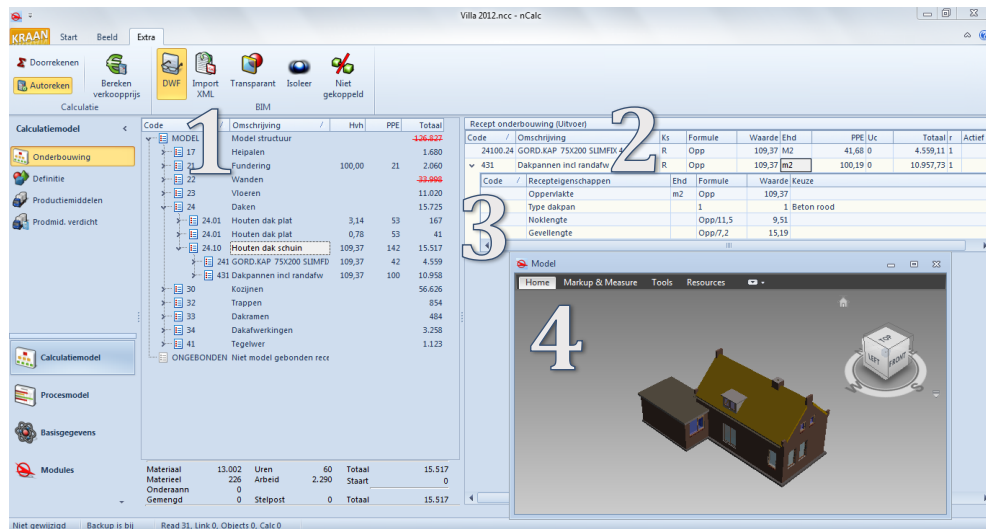 Villa 2012.ncc - nCalc
KRAAN Start Beeld Extra
Doorrekenen
Autoreken
Bereken verkoopprijs
Calculatie
DWF
Import XML
Transparant
Isoleer
Niet gekoppeld
BIM
Calculatiemodel
Onderbouwing
Definitie
Productiemiddelen
Prodmid. verdicht
Calculatiemodel
Procesmodel
Basisgegevens
Modules
1
Code / Omschrijving / Hvh PPE Totaal
MODEL Model structuur 126.827
17 Heipalen 1.680
21 Fundering 100,00 21 2.060
22 Wanden 33.998
23 Vloeren 11.020
24 Daken 15.725
24.01 Houten dak plat 3,14 53 167
24.01 Houten dak plat 0,78 53 41
24.10 Houten dak schuin 109,37 142 15.517
241 GORD.KAP 75X200 SLIMFD 109,37 42 4.559
431 Dakpannen incl randafw 109,37 100 10.958
30 Kozijnen 56.626
32 Trappen 854
33 Dakramen 484
34 Dakafwerkingen 3.258
41 Tegelwer 1.123
ONGEBONDEN Niet model gebonden rece
Materiaal 13.002 Uren 60 Totaal 15.517
Materieel 226 Arbeid 2.290 Staart 0
Onderaann 0
Gemengd 0 Stelpost 0 Totaal 15.517
2
Recept onderbouwing (Uitvoer)
Code / Omschrijving Ks Formule Waarde Ehd PPE Uc Totaal r Actief
24100.24 GORD.KAP 75X200 SLIMFIX 4 R Opp 109,37 M2 41,68 0 4.559,11 1
431 Dakpannen incl randafw R Opp 109,37 m2 100,19 0 10.957,73 1
3
Code / Recepteigenschappen Ehd Formule Waarde Keuze
Oppervlakte m2 Opp 109,37
Type dakpan 1 1 Beton rood
Noklengte Opp/11,5 9,51
Gevellengte Opp/7,2 15,19
Model
Home Markup & Measure Tools Resources
4
TOP
LEFT FRONT
W S
Niet gewijzigd Backup is bij Read 31, Link 0, Objects 0, Calc 0